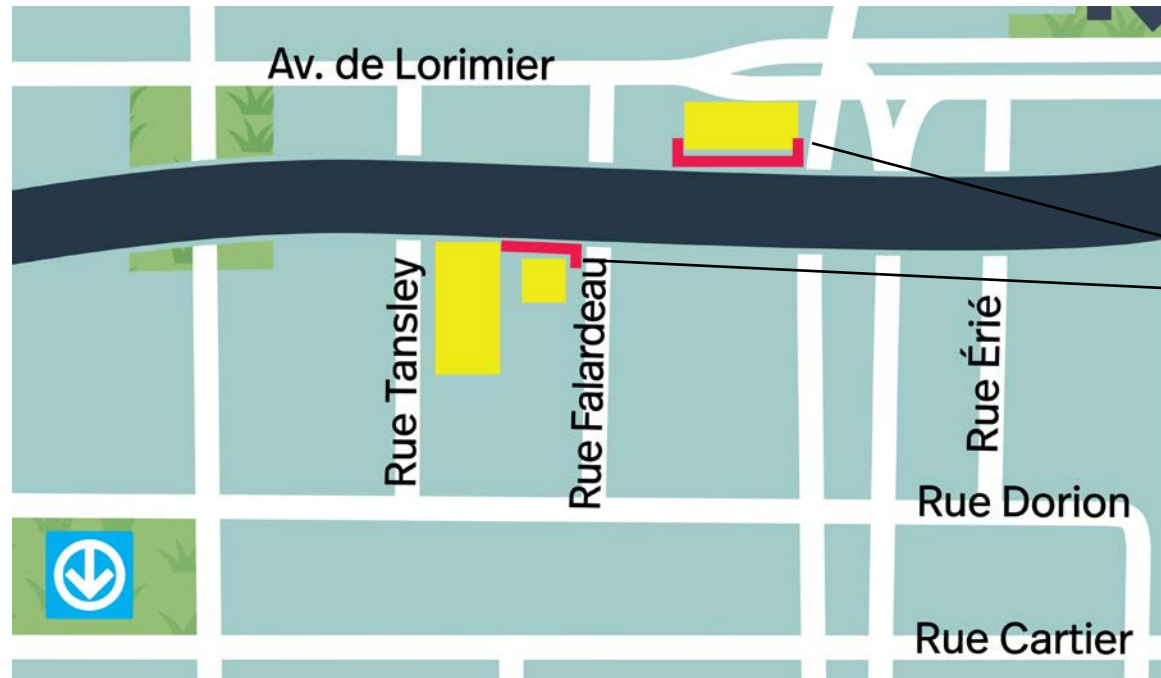 Av. de Lorimier
Rue Tansley
Rue Falardeau
Rue Érié
Rue Dorion
Rue Cartier